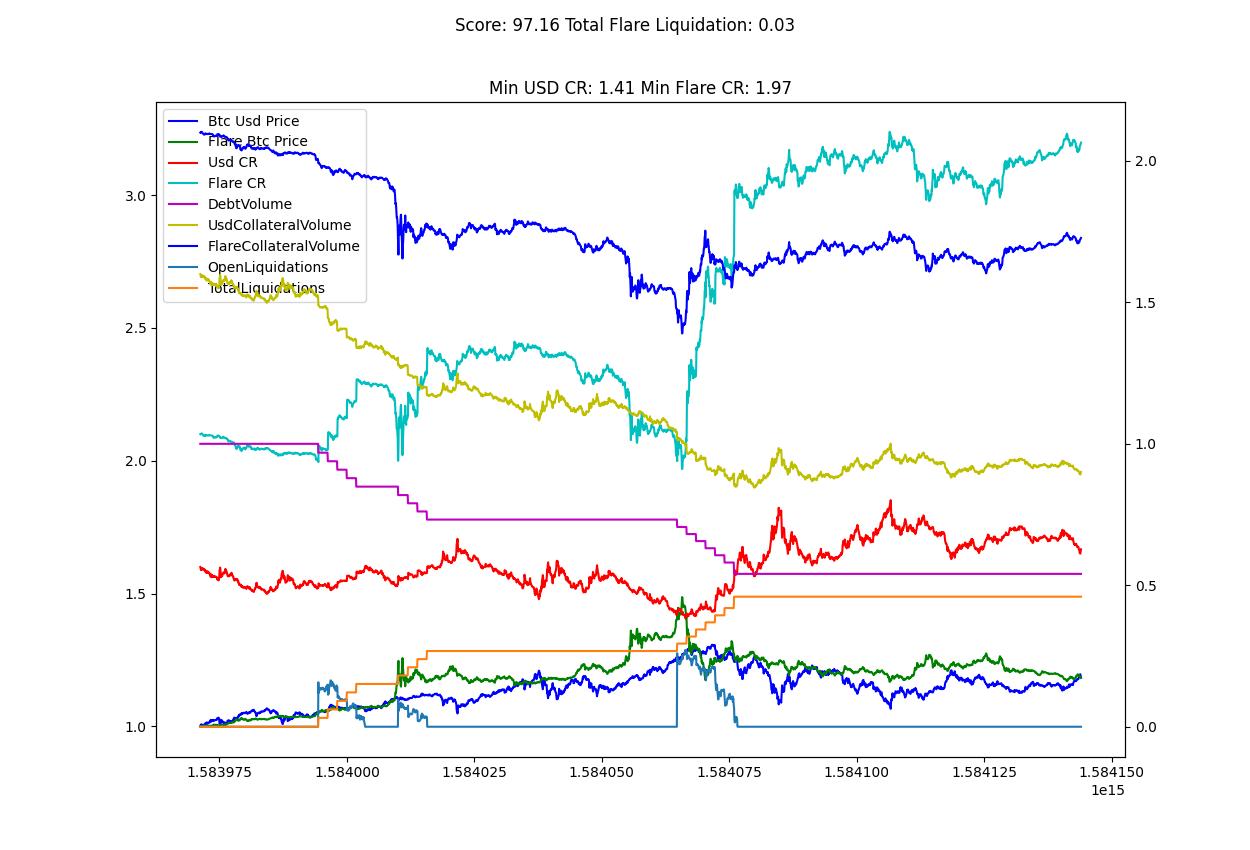 Score: 97.16 Total Flare Liquidation: 0.03
Min USD CR: 1.41 Min Flare CR: 1.97
Btc Usd Price
Flare Btc Price
Usd CR
Flare CR
DebtVolume
UsdCollateralVolume
FlareCollateralVolume
OpenLiquidations
TotalLiquidations
3.0
2.5
2.0
1.5
1.0
2.0
1.5
1.0
0.5
0.0
1.583975 1.584000 1.584025 1.584050 1.584075 1.584100 1.584125 1.584150
1e15